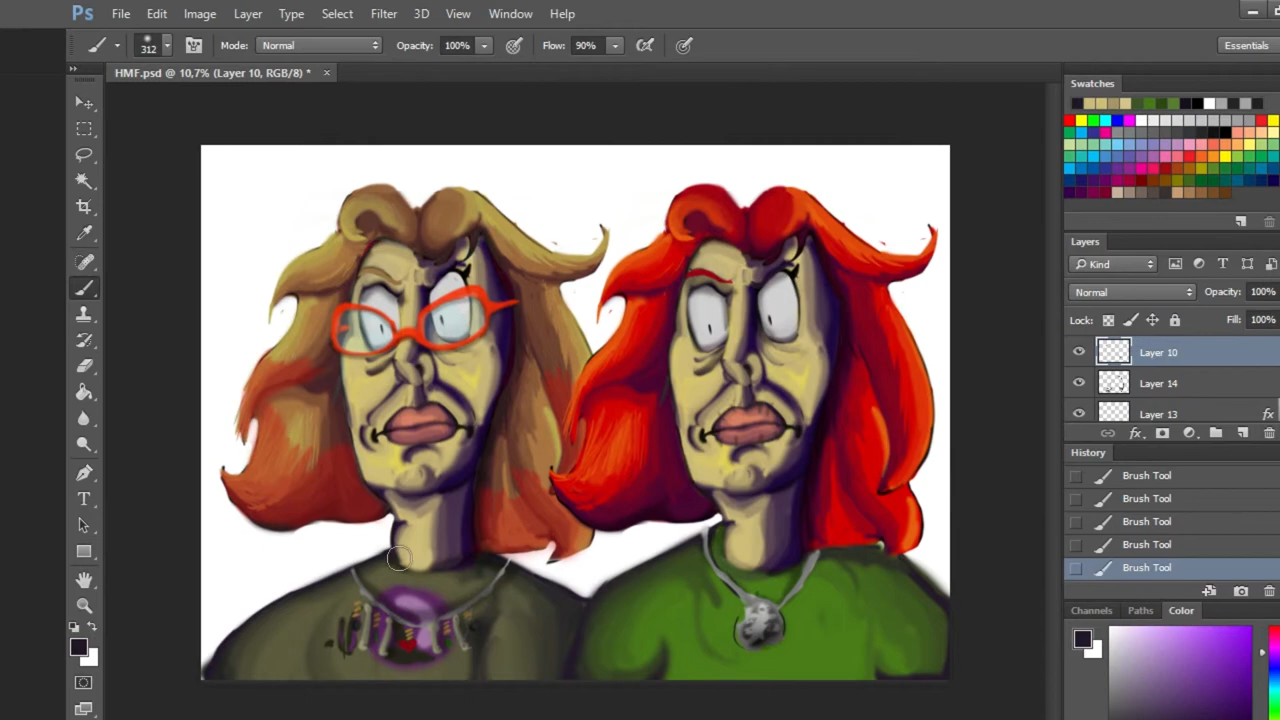 Ps File Edit Image Layer Type Select Filter 3D View Window Help
312 Mode: Normal Opacity: 100% Flow: 90% Essentials
HMF.psd @ 10,7% (Layer 10, RGB/8) * ×
Swatches
Layers
Kind
Normal Opacity: 100%
Lock: Fill: 100%
Layer 10
Layer 14
Layer 13 fx
fx
History
Brush Tool
Brush Tool
Brush Tool
Brush Tool
Brush Tool
Channels Paths Color